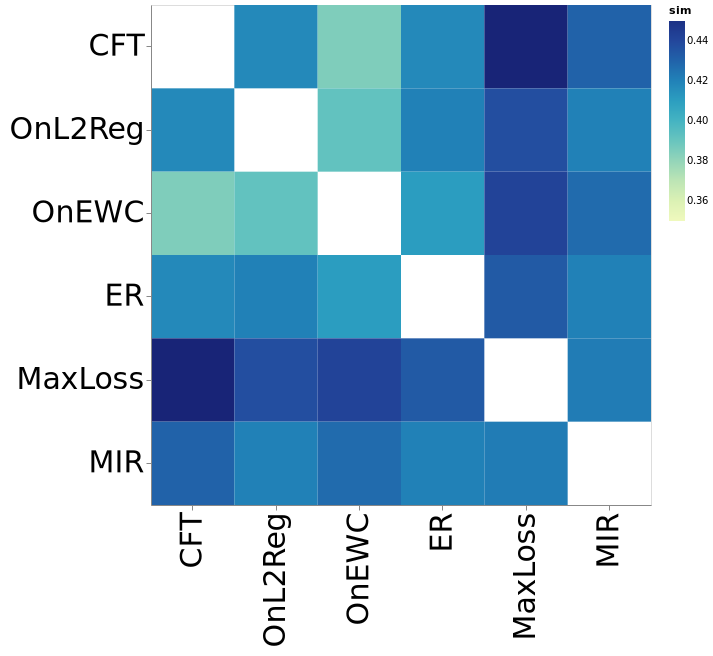 sim
CFT
OnL2Reg
OnEWC
ER
MaxLoss
MIR
0.44
0.42
0.40
0.38
0.36
CFT
OnL2Reg
OnEWC
ER
MaxLoss
MIR